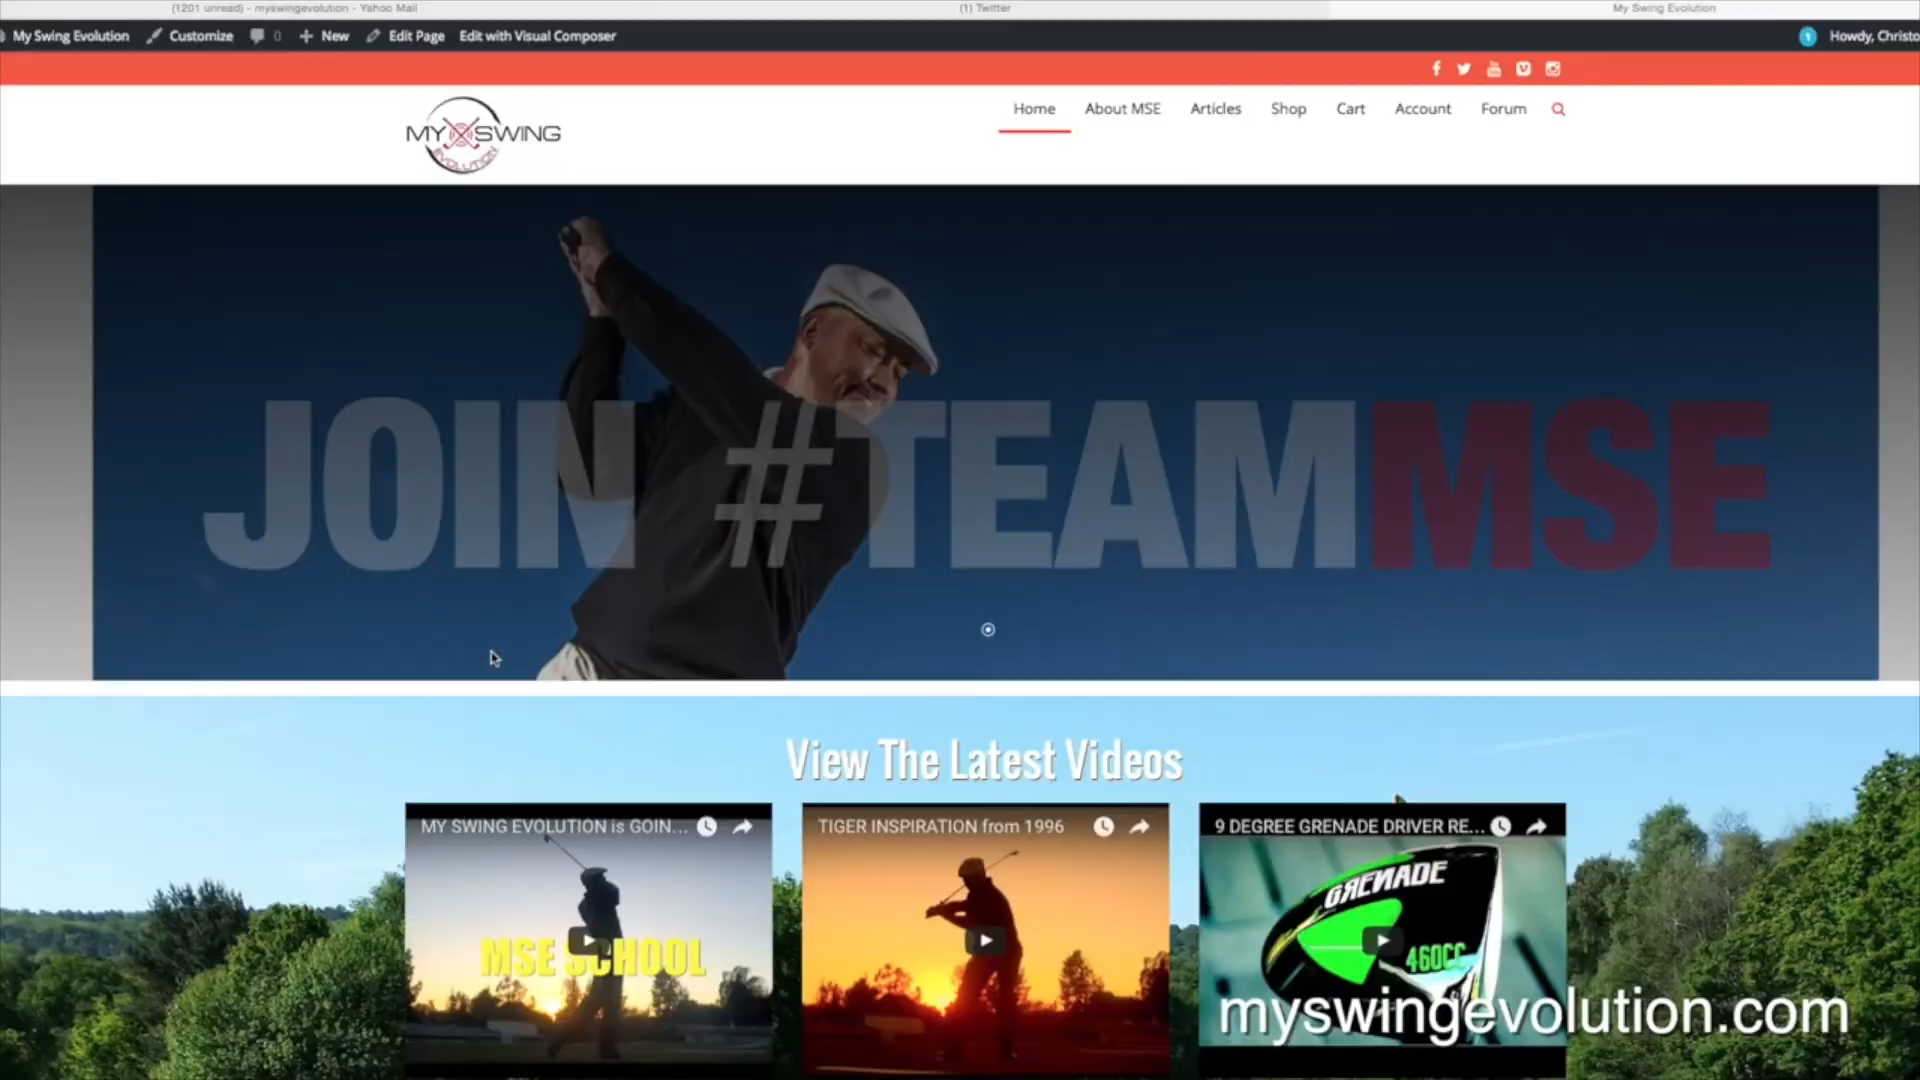 (1201 unread) - myswingevolution - Yahoo Mail
(1) Twitter
My Swing Evolution
My Swing Evolution Customize 0 New Edit Page Edit with Visual Composer 1 Howdy, Christo
Home About MSE Articles Shop Cart Account Forum
MY SWING
EVOLUTION
JOIN #TEAMMSE
View The Latest Videos
MY SWING EVOLUTION is GOIN...
MSE SCHOOL
TIGER INSPIRATION from 1996
9 DEGREE GRENADE DRIVER RE...
GRENADE
460CC
myswingevolution.com